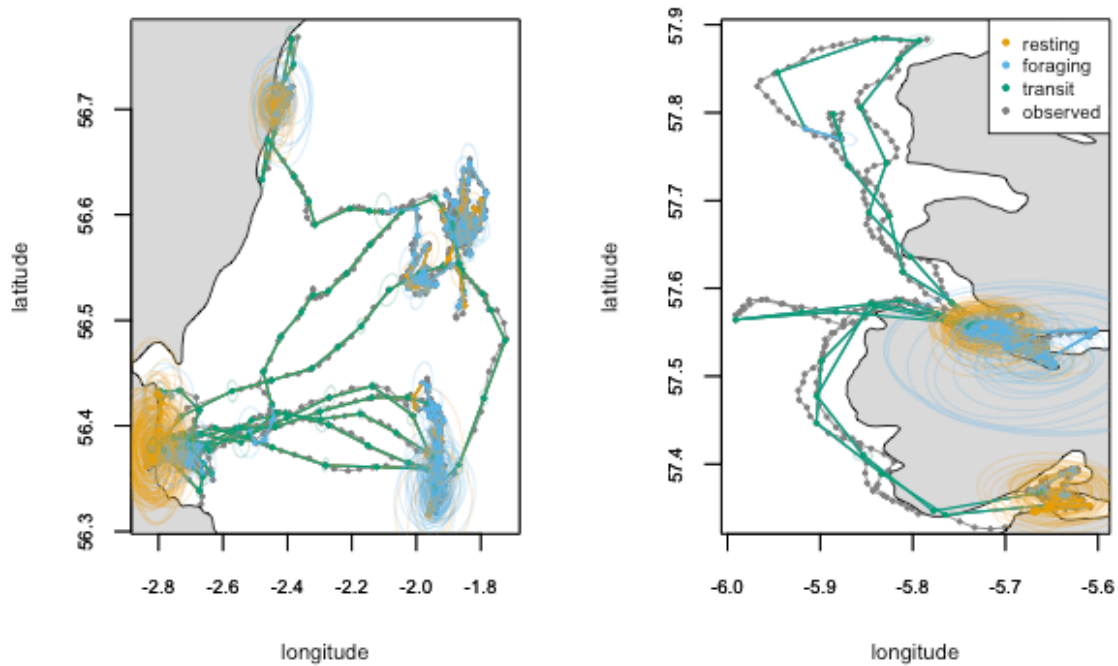 latitude
56.7
56.6
56.5
56.4
56.3
-2.8
-2.6
-2.4
-2.2
-2.0
-1.8
longitude
latitude
57.9
57.8
57.7
57.6
57.5
57.4
resting
foraging
transit
observed
-6.0
-5.9
-5.8
-5.7
-5.6
longitude